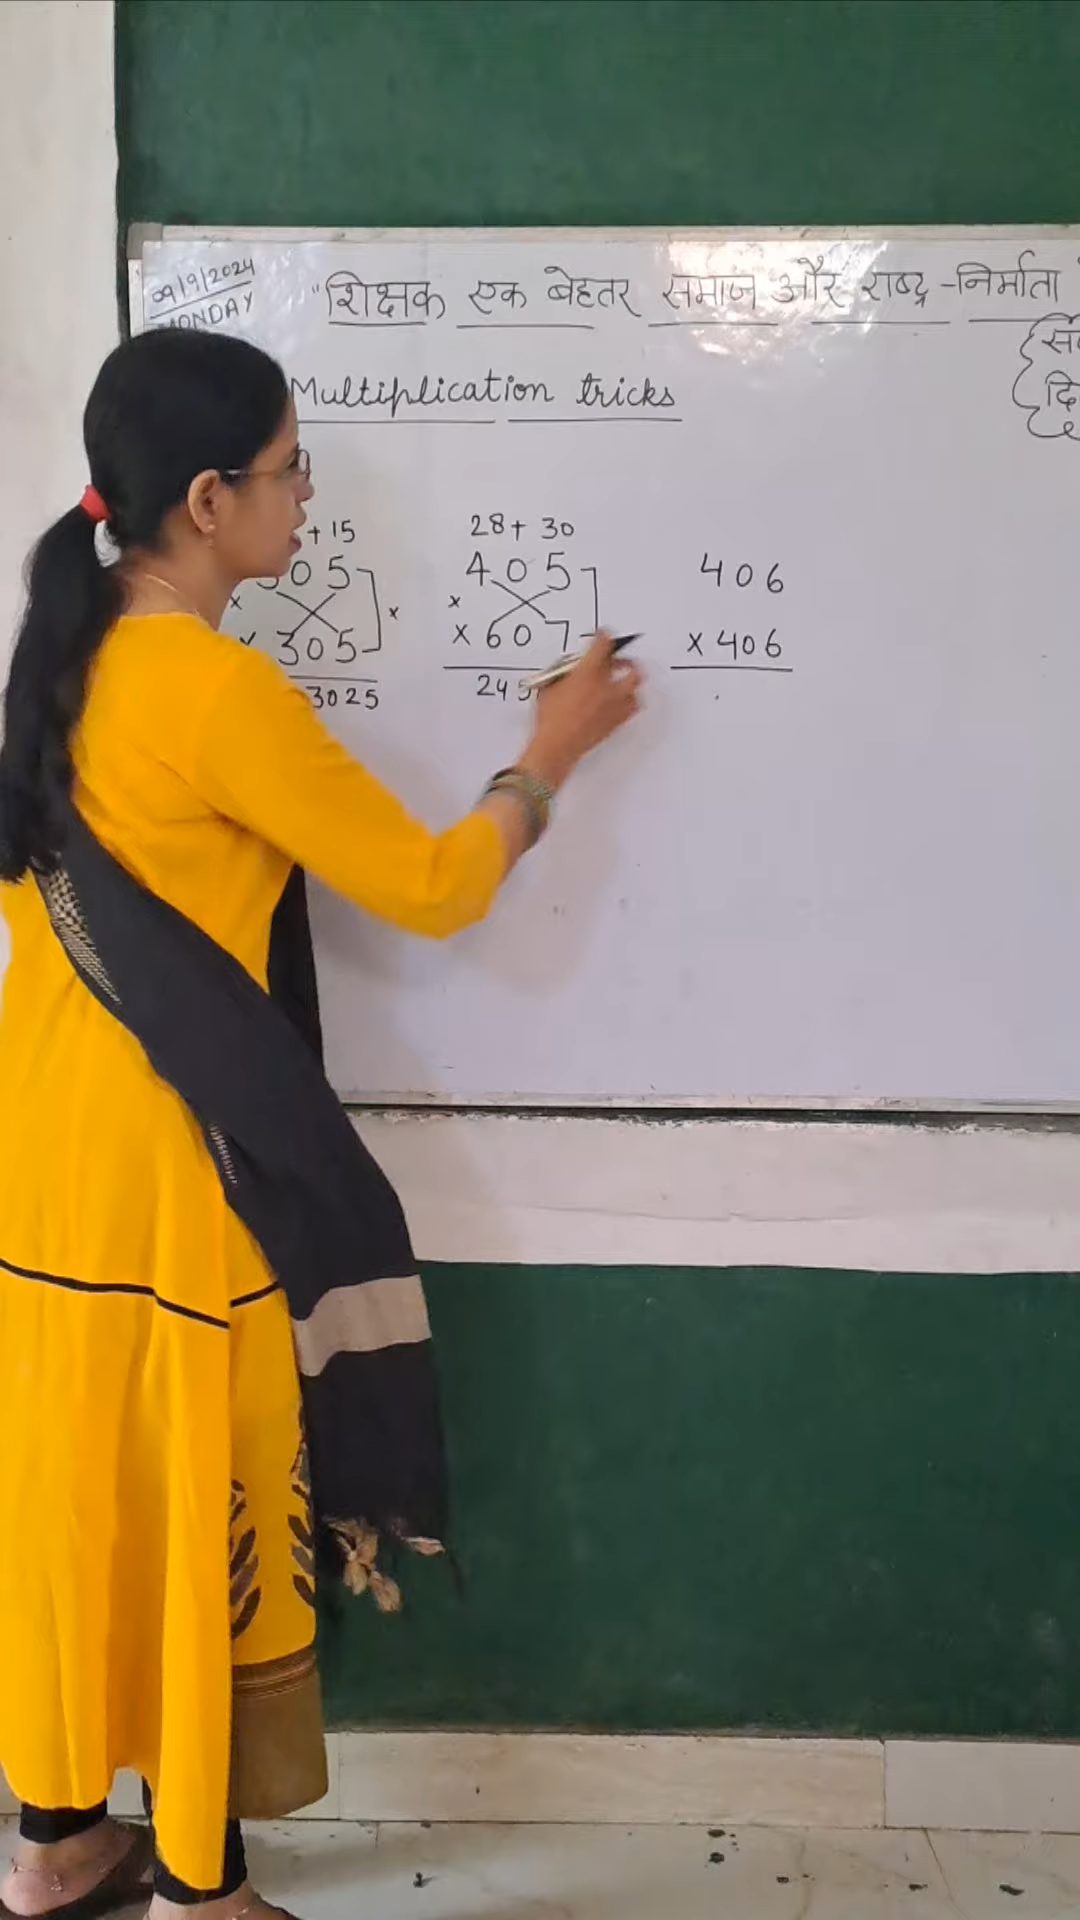 09/9/2024
MONDAY
"शिक्षक एक बेहतर समाज और राष्ट्र-निर्माता
Multiplication tricks
+ 15
05
x
x
305
3025
28 + 30
405
x
x 607
245
406
x 406